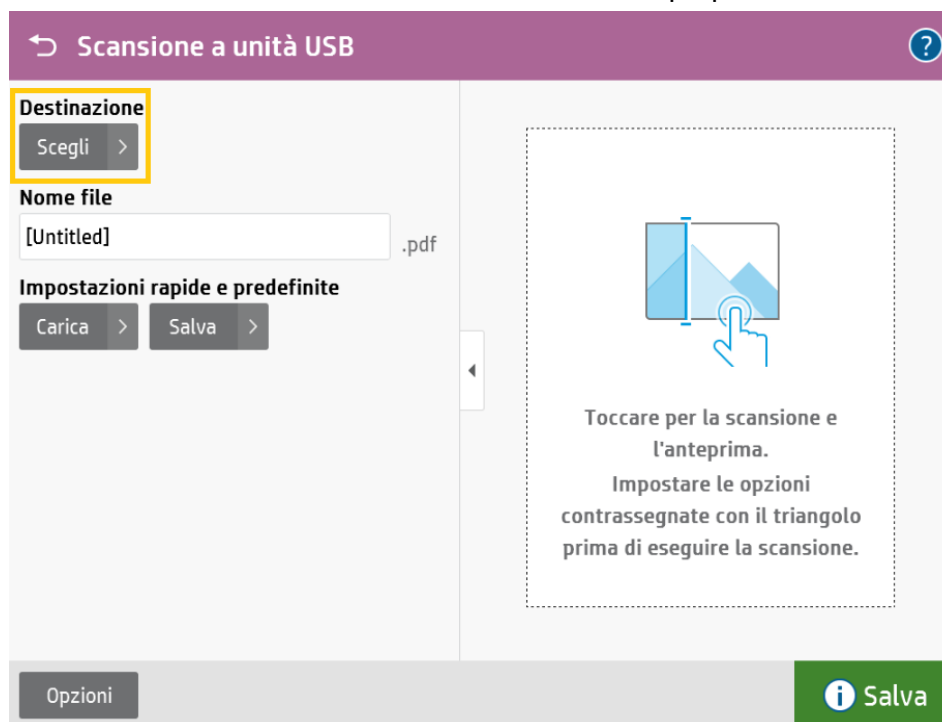 Scansione a unità USB
?
Destinazione
Scegli >
Nome file
[Untitled] .pdf
Impostazioni rapide e predefinite
Carica > Salva >
Toccare per la scansione e
l'anteprima.
Impostare le opzioni
contrassegnate con il triangolo
prima di eseguire la scansione.
Opzioni
i Salva